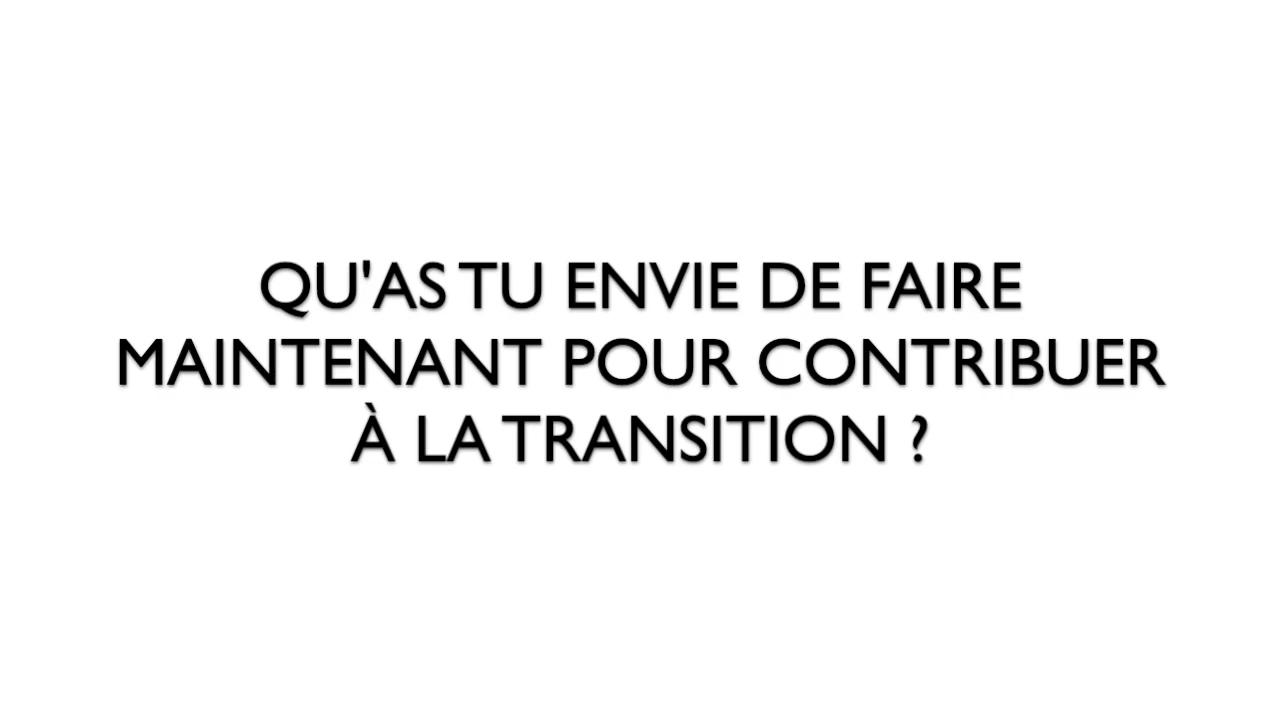 QU'AS TU ENVIE DE FAIRE
MAINTENANT POUR CONTRIBUER
À LA TRANSITION ?